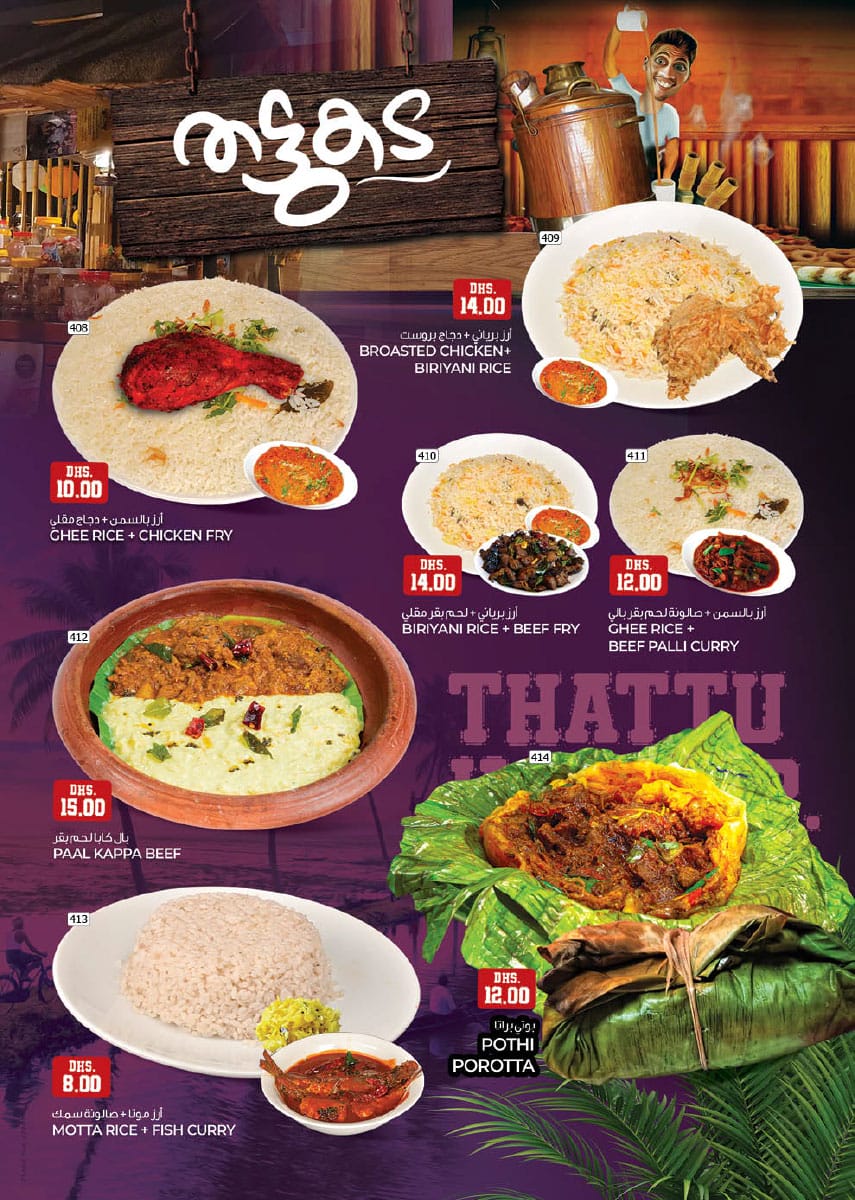 തട്ടുകട
409
DHS.
14.00
أرز برياني + دجاج بروست
BROASTED CHICKEN+
BIRIYANI RICE
408
DHS.
10.00
أرز بالسمن + دجاج مقلي
GHEE RICE + CHICKEN FRY
410
DHS.
14.00
أرز برياني + لحم بقر مقلي
BIRIYANI RICE + BEEF FRY
411
DHS.
12.00
أرز بالسمن + صالونة لحم بقر بالي
GHEE RICE +
BEEF PALLI CURRY
412
DHS.
15.00
بال كابا لحم بقر
PAAL KAPPA BEEF
THATTU
414
DHS.
12.00
بوتي براتا
POTHI
POROTTA
413
DHS.
8.00
أرز موتا + صالونة سمك
MOTTA RICE + FISH CURRY